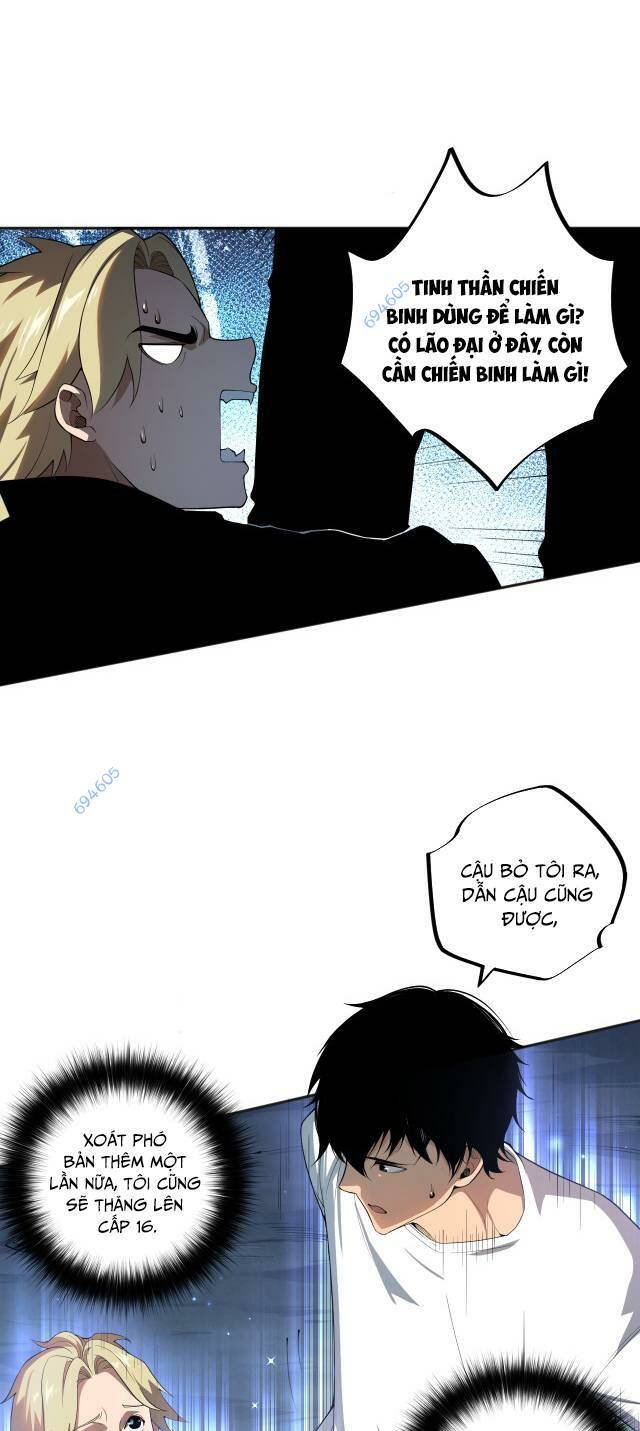 TINH THẦN CHIẾN
BINH DÙNG ĐỂ LÀM GÌ?
CÓ LÃO ĐẠI Ở ĐÂY, CÒN
CẦN CHIẾN BINH LÀM GÌ!
694605
694605
CẬU BỎ TÔI RA,
DẪN CẬU CŨNG
ĐƯỢC,
XOÁT PHÓ
BẢN THÊM MỘT
LẦN NỮA, TÔI CŨNG
SẼ THĂNG LÊN
CẤP 16.